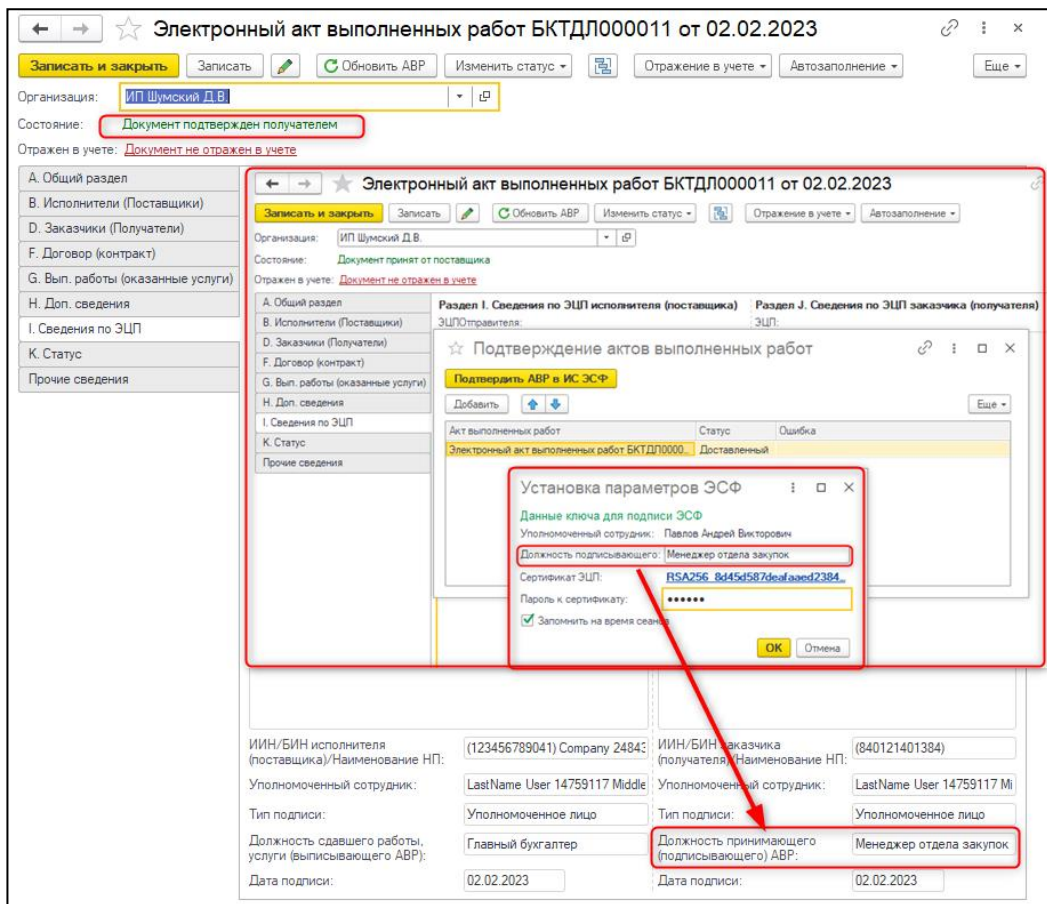 Электронный акт выполненных работ БКТДЛ000011 от 02.02.2023
Записать и закрыть Записать Обновить АВР Изменить статус Отражение в учете Автозаполнение Еще
Организация: ИП Шумский Д.В.
Состояние: Документ подтвержден получателем
Отражен в учете: Документ не отражен в учете
A. Общий раздел
B. Исполнители (Поставщики)
D. Заказчики (Получатели)
F. Договор (контракт)
G. Вып. работы (оказанные услуги)
H. Доп. сведения
I. Сведения по ЭЦП
K. Статус
Прочие сведения
Электронный акт выполненных работ БКТДЛ000011 от 02.02.2023
Записать и закрыть Записать Обновить АВР Изменить статус Отражение в учете Автозаполнение
Организация: ИП Шумский Д.В.
Состояние: Документ принят от поставщика
Отражен в учете: Документ не отражен в учете
A. Общий раздел
B. Исполнители (Поставщики)
D. Заказчики (Получатели)
F. Договор (контракт)
G. Вып. работы (оказанные услуги)
H. Доп. сведения
I. Сведения по ЭЦП
K. Статус
Прочие сведения
Раздел I. Сведения по ЭЦП исполнителя (поставщика) Раздел J. Сведения по ЭЦП заказчика (получателя)
ЭЦПОтправителя: ЭЦП:
Подтверждение актов выполненных работ
Подтвердить АВР в ИС ЭСФ
Добавить Еще
Акт выполненных работ Статус Ошибка
Электронный акт выполненных работ БКТДЛ0000... Доставленный
Установка параметров ЭСФ
Данные ключа для подписи ЭСФ
Уполномоченный сотрудник: Павлов Андрей Викторович
Должность подписывающего: Менеджер отдела закупок
Сертификат ЭЦП: RSA256_8d45d587deafaaed2384...
Пароль к сертификату: ••••••
Запомнить на время сеанса
ОК Отмена
ИИН/БИН исполнителя (поставщика)/Наименование НП: (123456789041) Company 24843
ИИН/БИН заказчика (получателя)/Наименование НП: (840121401384)
Уполномоченный сотрудник: LastName User 14759117 Middle
Уполномоченный сотрудник: LastName User 14759117 Mi
Тип подписи: Уполномоченное лицо
Тип подписи: Уполномоченное лицо
Должность сдавшего работы, услуги (выписывающего АВР): Главный бухгалтер
Должность принимающего (подписывающего) АВР: Менеджер отдела закупок
Дата подписи: 02.02.2023
Дата подписи: 02.02.2023